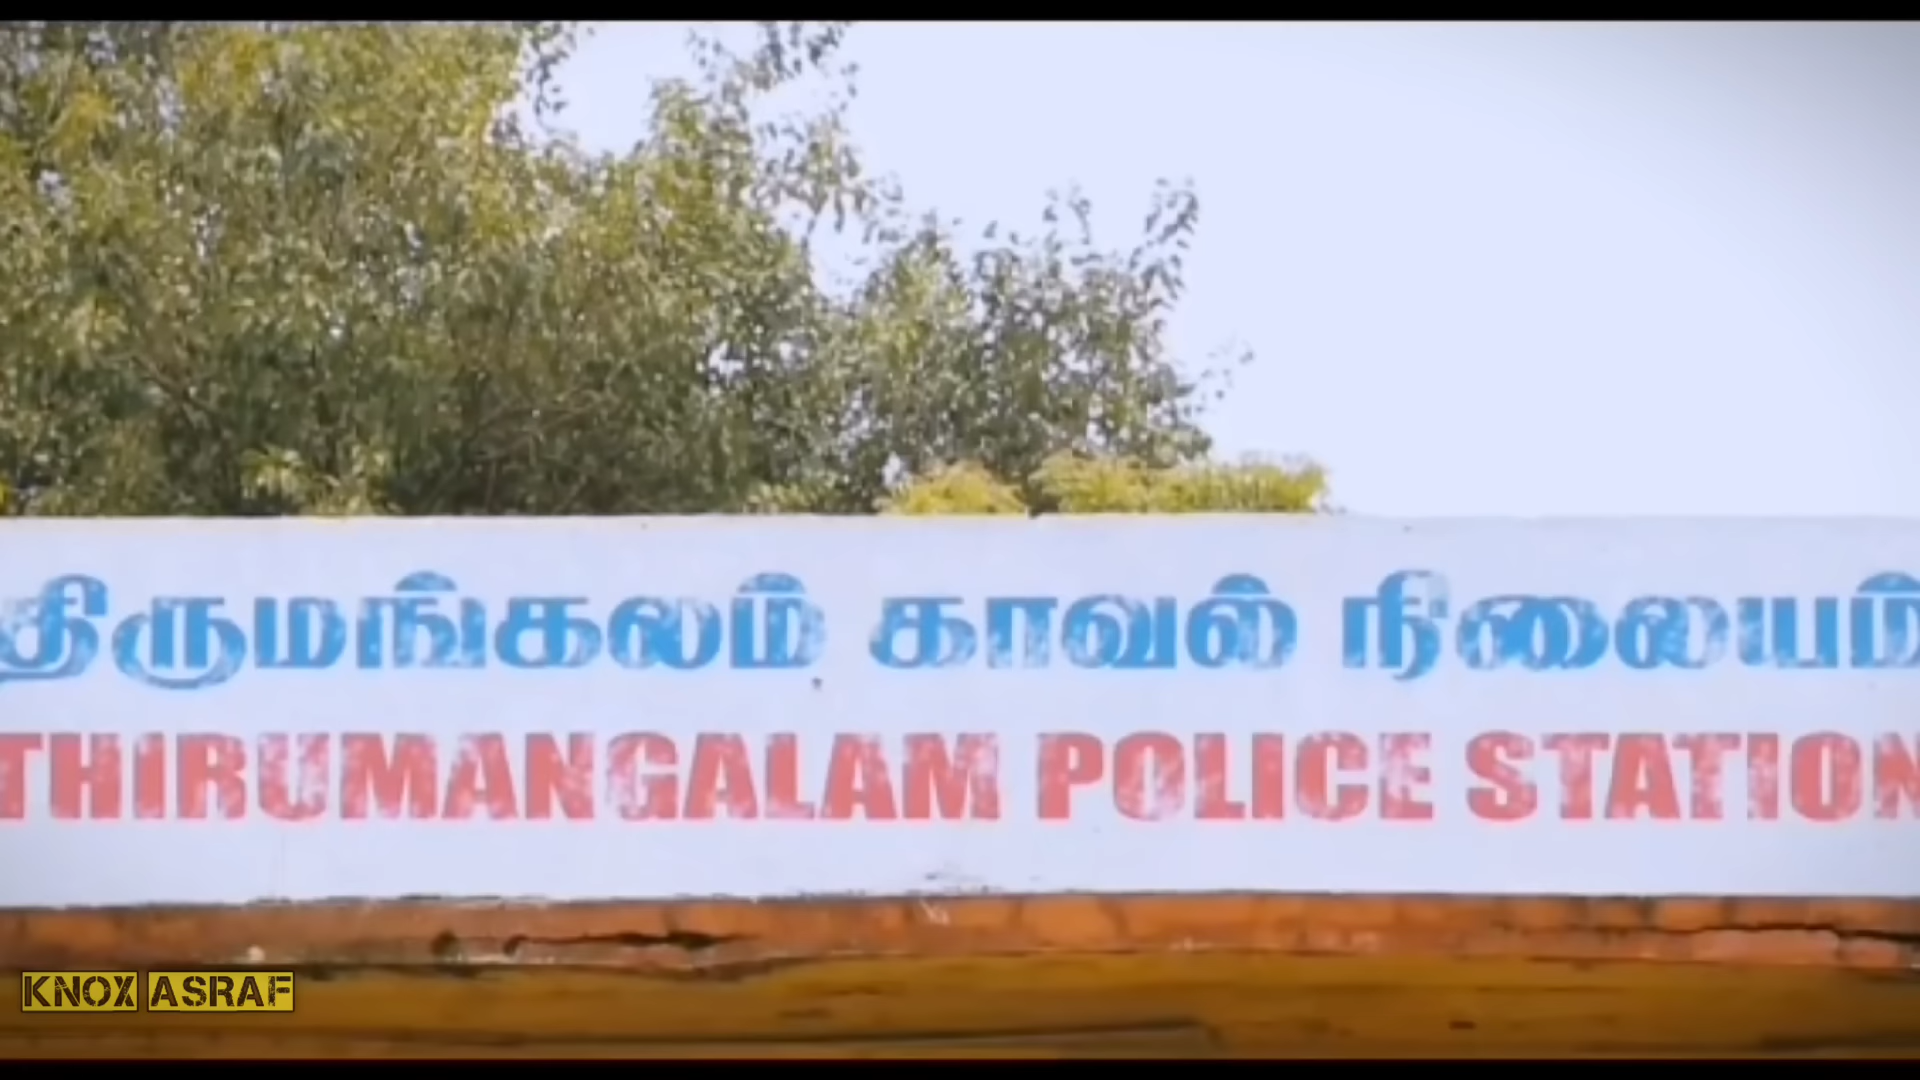 திருமங்கலம் காவல் நிலையம்
THIRUMANGALAM POLICE STATION
KNOX ASRAF